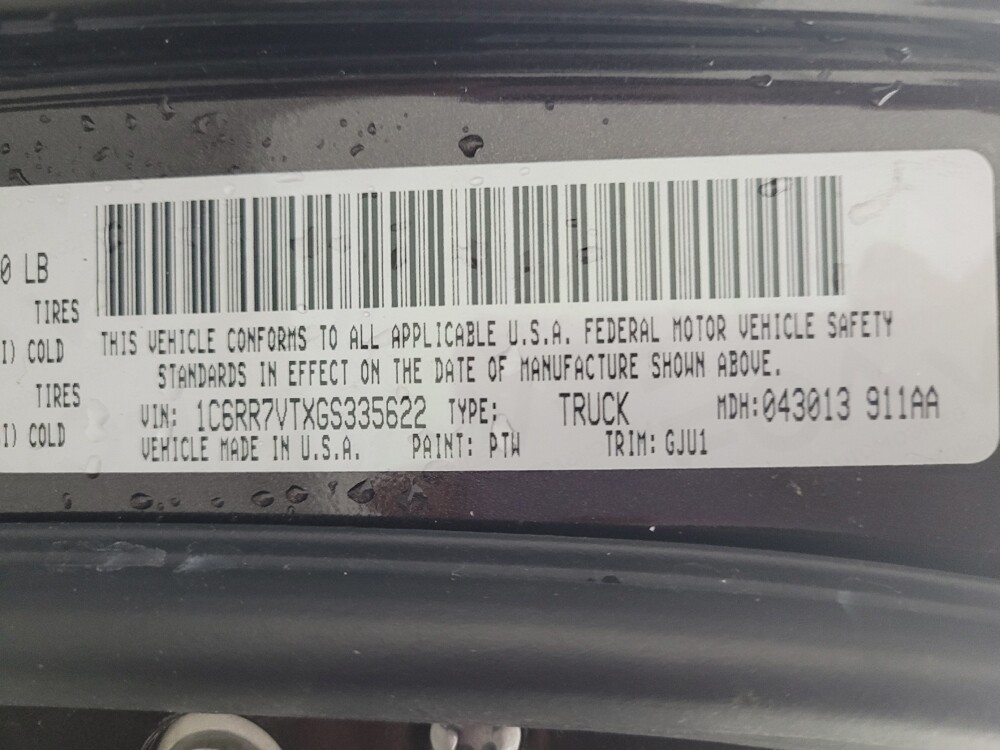 0 LB
TIRES
I) COLD
TIRES
I) COLD
THIS VEHICLE CONFORMS TO ALL APPLICABLE U.S.A. FEDERAL MOTOR VEHICLE SAFETY
STANDARDS IN EFFECT ON THE DATE OF MANUFACTURE SHOWN ABOVE.
VIN: 1C6RR7VTXGS335622 TYPE: TRUCK MDH: 043013 911AA
VEHICLE MADE IN U.S.A. PAINT: PTW TRIM: GJU1